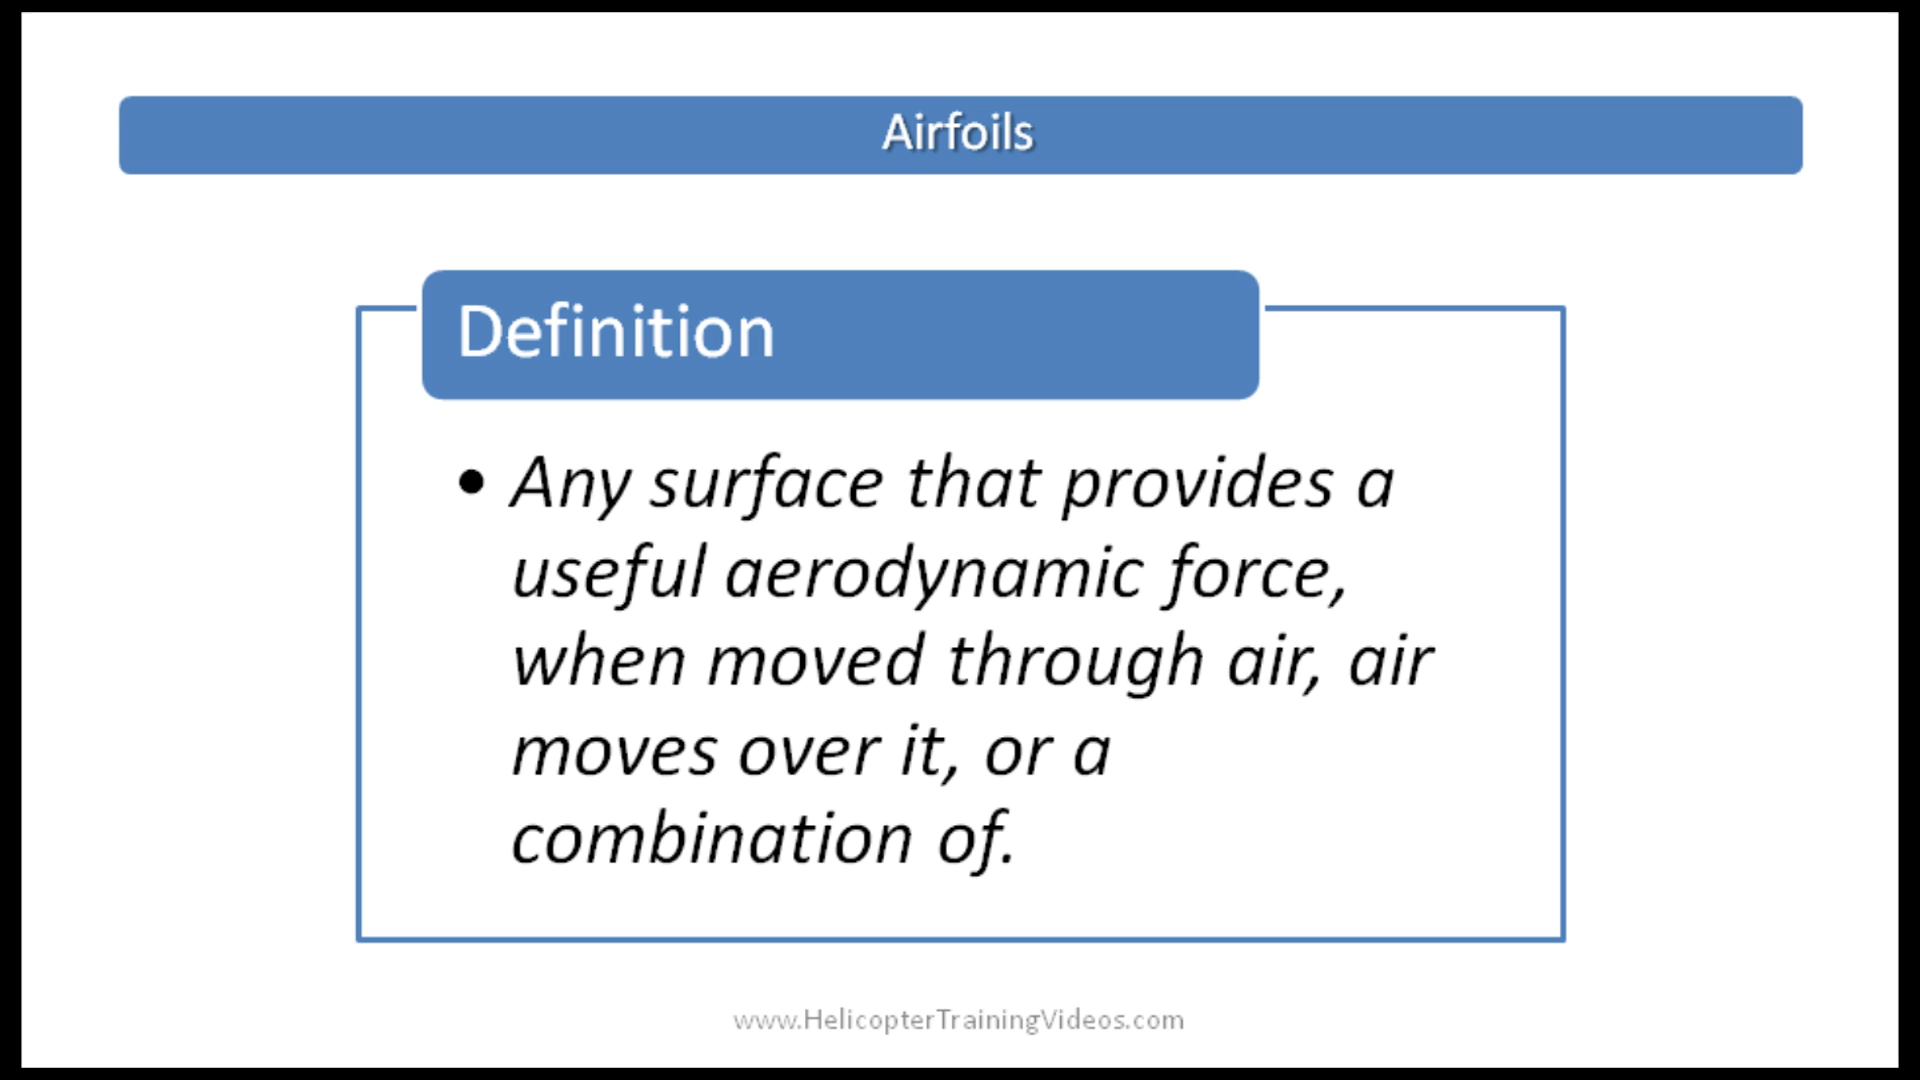 Airfoils
Definition
• Any surface that provides a
useful aerodynamic force,
when moved through air, air
moves over it, or a
combination of.
www.HelicopterTrainingVideos.com